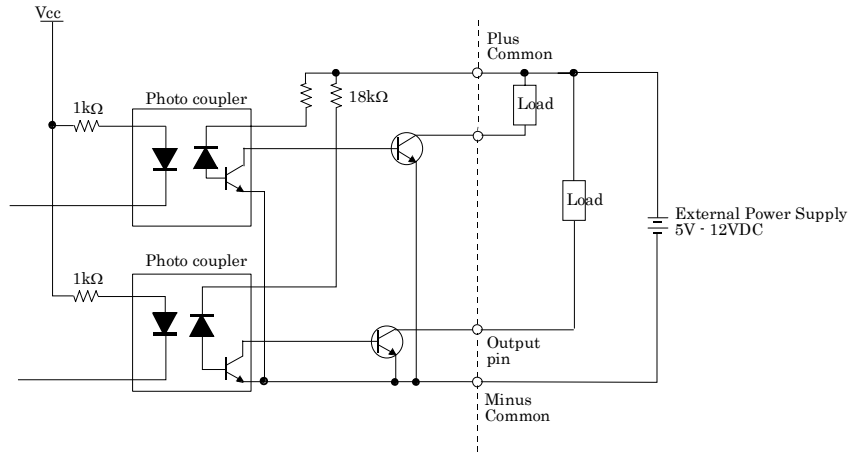 Vcc
Plus
Common
1kΩ
Photo coupler
18kΩ
Load
Load
External Power Supply
5V - 12VDC
Photo coupler
1kΩ
Output
pin
Minus
Common